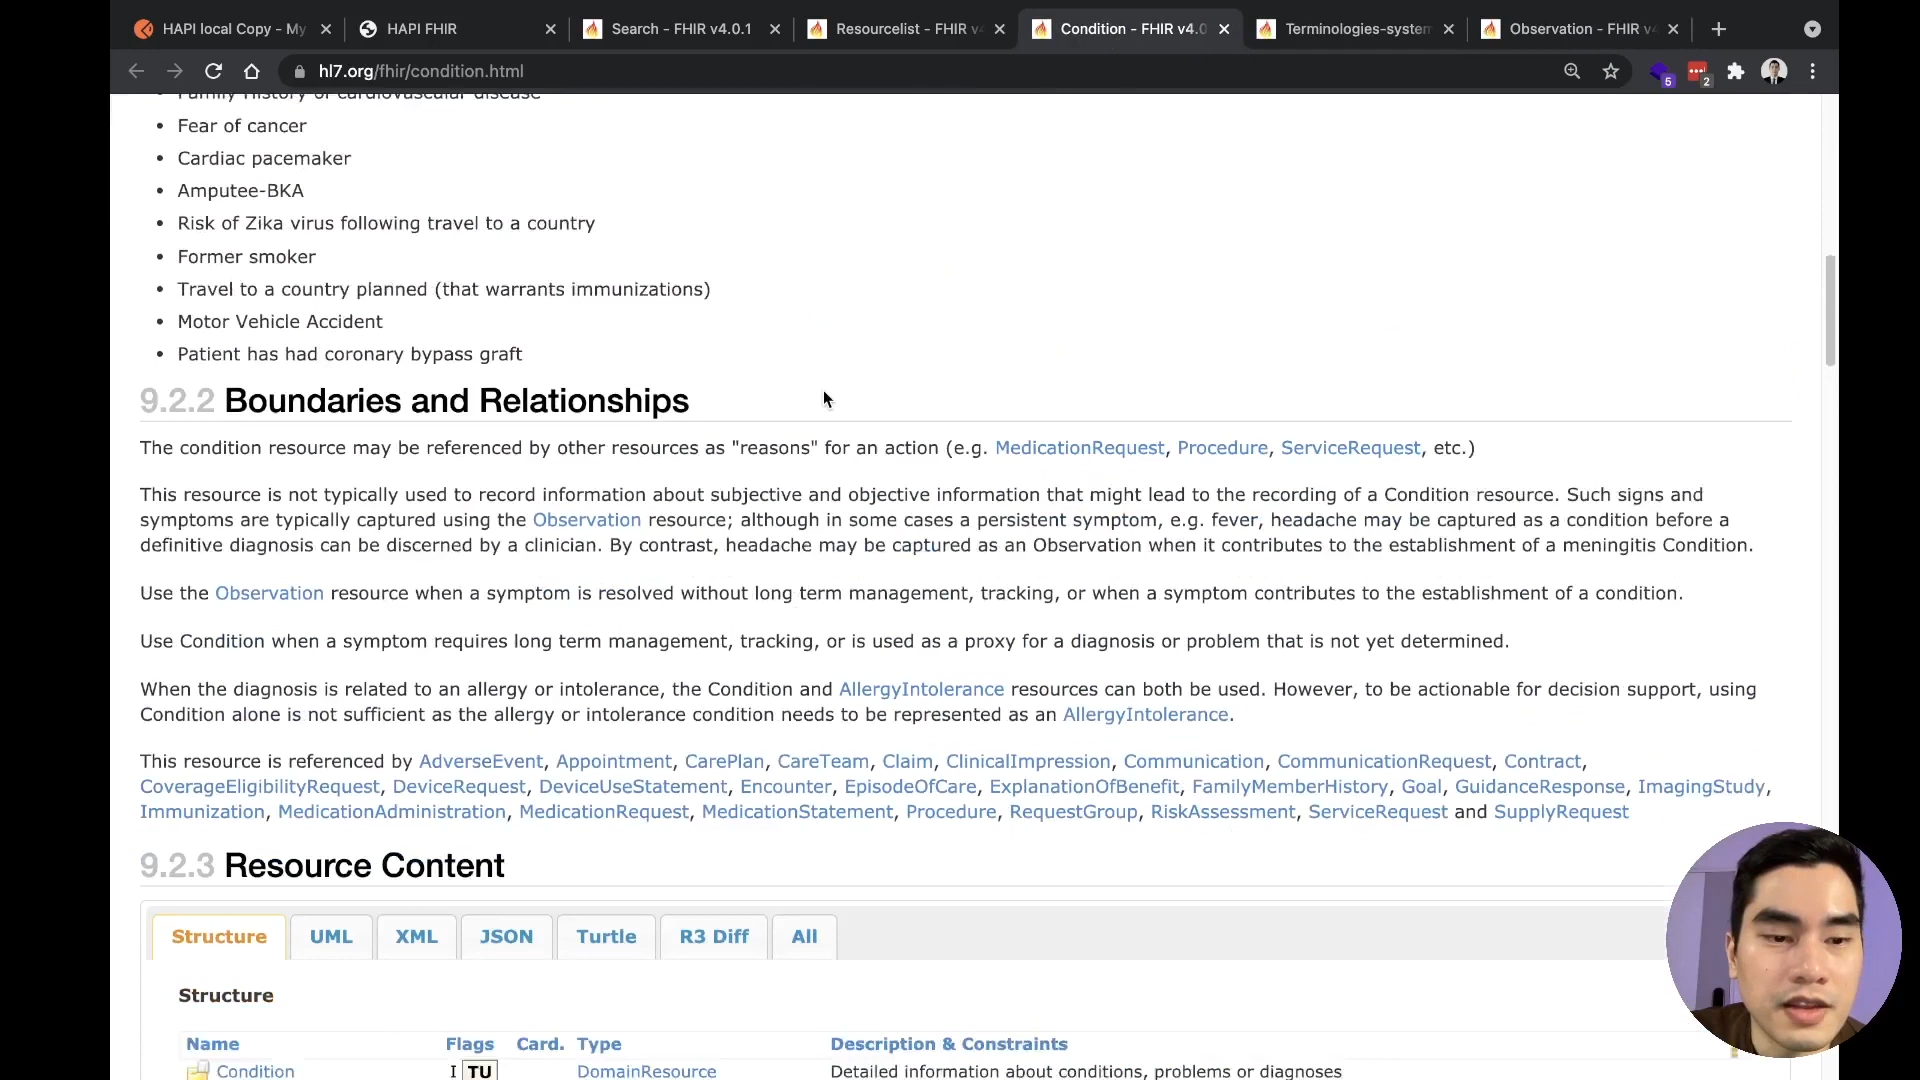 HAPI local Copy - My
HAPI FHIR
Search - FHIR v4.0.1
Resourcelist - FHIR v4
Condition - FHIR v4.0
Terminologies-system
Observation - FHIR v4
hl7.org/fhir/condition.html
5
2
• Family History of cardiovascular disease
• Fear of cancer
• Cardiac pacemaker
• Amputee-BKA
• Risk of Zika virus following travel to a country
• Former smoker
• Travel to a country planned (that warrants immunizations)
• Motor Vehicle Accident
• Patient has had coronary bypass graft
9.2.2 Boundaries and Relationships
The condition resource may be referenced by other resources as "reasons" for an action (e.g. MedicationRequest, Procedure, ServiceRequest, etc.)
This resource is not typically used to record information about subjective and objective information that might lead to the recording of a Condition resource. Such signs and
symptoms are typically captured using the Observation resource; although in some cases a persistent symptom, e.g. fever, headache may be captured as a condition before a
definitive diagnosis can be discerned by a clinician. By contrast, headache may be captured as an Observation when it contributes to the establishment of a meningitis Condition.
Use the Observation resource when a symptom is resolved without long term management, tracking, or when a symptom contributes to the establishment of a condition.
Use Condition when a symptom requires long term management, tracking, or is used as a proxy for a diagnosis or problem that is not yet determined.
When the diagnosis is related to an allergy or intolerance, the Condition and AllergyIntolerance resources can both be used. However, to be actionable for decision support, using
Condition alone is not sufficient as the allergy or intolerance condition needs to be represented as an AllergyIntolerance.
This resource is referenced by AdverseEvent, Appointment, CarePlan, CareTeam, Claim, ClinicalImpression, Communication, CommunicationRequest, Contract,
CoverageEligibilityRequest, DeviceRequest, DeviceUseStatement, Encounter, EpisodeOfCare, ExplanationOfBenefit, FamilyMemberHistory, Goal, GuidanceResponse, ImagingStudy,
Immunization, MedicationAdministration, MedicationRequest, MedicationStatement, Procedure, RequestGroup, RiskAssessment, ServiceRequest and SupplyRequest
9.2.3 Resource Content
Structure UML XML JSON Turtle R3 Diff All
Structure
Name Flags Card. Type Description & Constraints
Condition I TU DomainResource Detailed information about conditions, problems or diagnoses